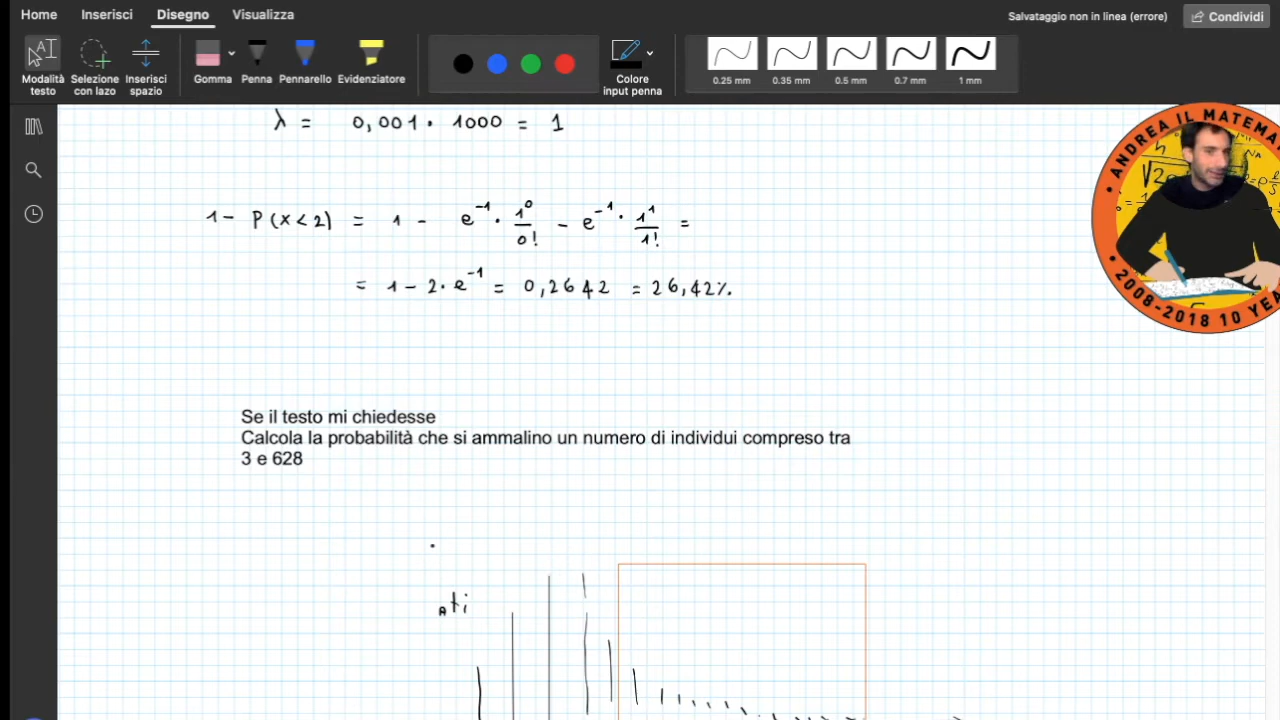 Home Inserisci Disegno Visualizza
Salvataggio non in linea (errore) Condividi
Modalità testo
Selezione con lazo
Inserisci spazio
Gomma Penna Pennarello Evidenziatore
Colore input penna
0.25 mm 0.35 mm 0.5 mm 0.7 mm 1 mm
λ = 0,001 · 1000 = 1
ANDREA IL MATEMA
2008-2018 10 YEA
1 - P(x<2) = 1 - e⁻¹ · 1⁰/0! - e⁻¹ · 1¹/1! =
= 1 - 2 · e⁻¹ = 0,2642 = 26,42%
Se il testo mi chiedesse
Calcola la probabilità che si ammalino un numero di individui compreso tra
3 e 628